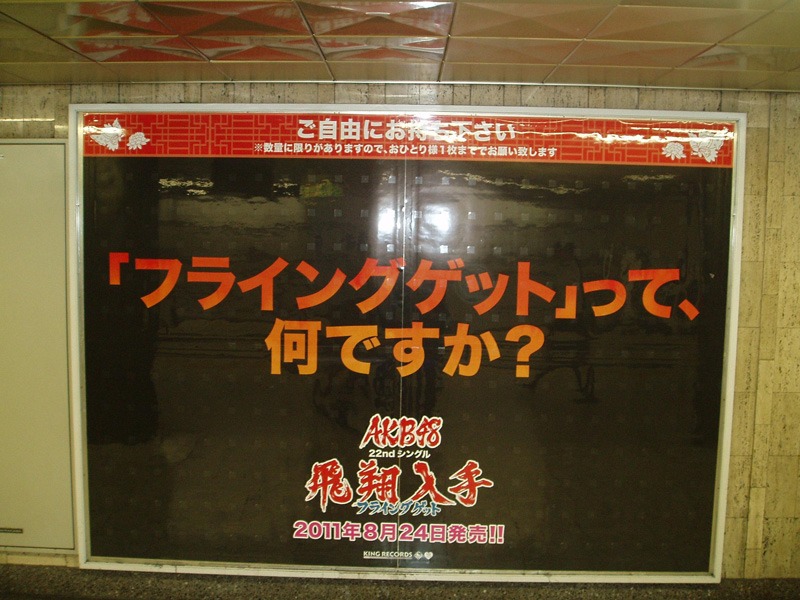 ご自由にお持ち下さい
※数量に限りがありますので、おひとり様1枚まででお願い致します
「フライングゲット」って、
何ですか?
AKB48
22ndシングル
飛翔入手
フライングゲット
2011年8月24日発売!!
KING RECORDS